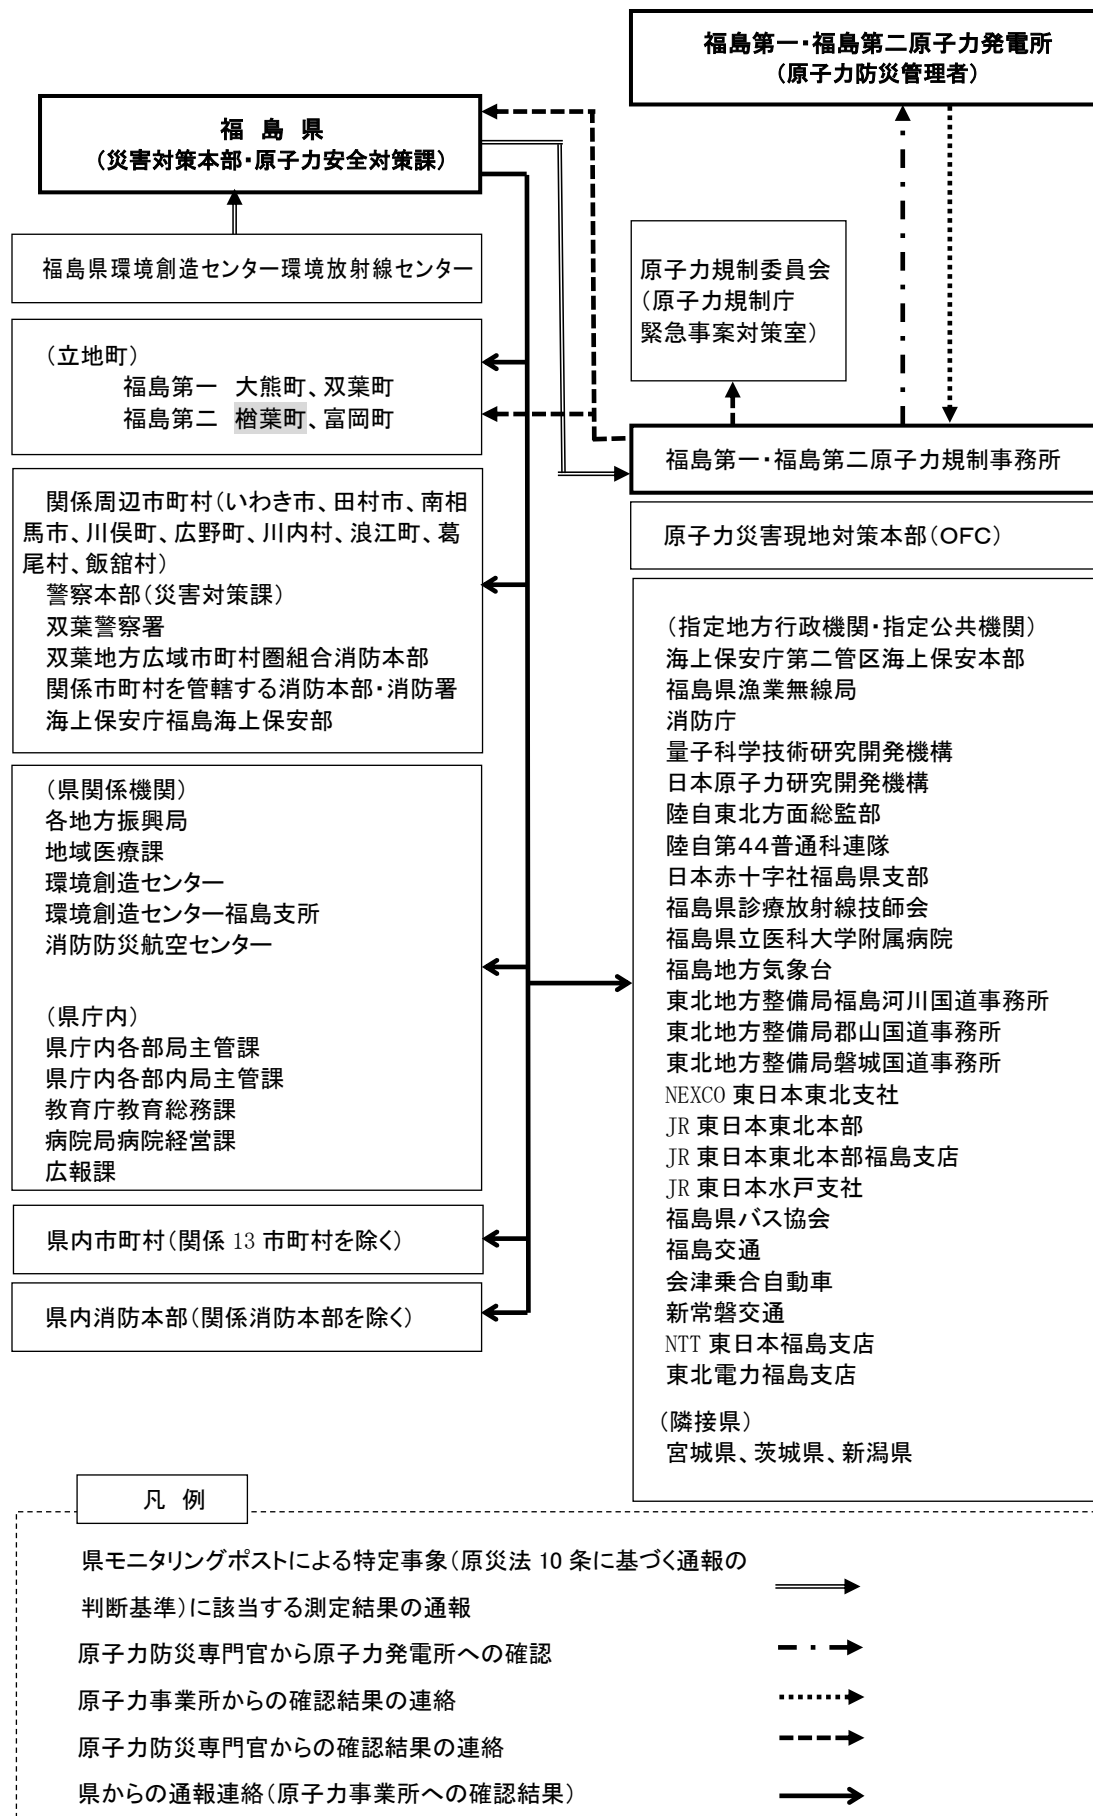 福島第一・福島第二原子力発電所
（原子力防災管理者）
福 島 県
（災害対策本部・原子力安全対策課）
福島県環境創造センター環境放射線センター
原子力規制委員会
（原子力規制庁
緊急事案対策室）
（立地町）
福島第一 大熊町、双葉町
福島第二 楢葉町、富岡町
福島第一・福島第二原子力規制事務所
関係周辺市町村（いわき市、田村市、南相
馬市、川俣町、広野町、川内村、浪江町、葛
尾村、飯舘村）
警察本部（災害対策課）
双葉警察署
双葉地方広域市町村圏組合消防本部
関係市町村を管轄する消防本部・消防署
海上保安庁福島海上保安部
原子力災害現地対策本部（OFC）
（指定地方行政機関・指定公共機関）
海上保安庁第二管区海上保安本部
福島県漁業無線局
消防庁
量子科学技術研究開発機構
日本原子力研究開発機構
陸自東北方面総監部
陸自第44普通科連隊
日本赤十字社福島県支部
福島県診療放射線技師会
福島県立医科大学附属病院
福島地方気象台
東北地方整備局福島河川国道事務所
東北地方整備局郡山国道事務所
東北地方整備局磐城国道事務所
NEXCO 東日本東北支社
JR 東日本東北本部
JR 東日本東北本部福島支店
JR 東日本水戸支社
福島県バス協会
福島交通
会津乗合自動車
新常磐交通
NTT 東日本福島支店
東北電力福島支店
（隣接県）
宮城県、茨城県、新潟県
（県関係機関）
各地方振興局
地域医療課
環境創造センター
環境創造センター福島支所
消防防災航空センター
（県庁内）
県庁内各部局主管課
県庁内各部内局主管課
教育庁教育総務課
病院局病院経営課
広報課
県内市町村（関係 13 市町村を除く）
県内消防本部（関係消防本部を除く）
凡 例
県モニタリングポストによる特定事象（原災法 10 条に基づく通報の
判断基準）に該当する測定結果の通報
原子力防災専門官から原子力発電所への確認
原子力事業所からの確認結果の連絡
原子力防災専門官からの確認結果の連絡
県からの通報連絡（原子力事業所への確認結果）